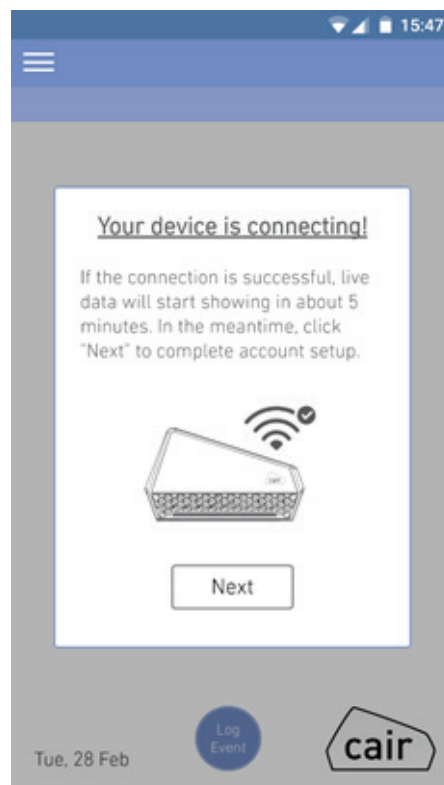 15:47
Your device is connecting!
If the connection is successful, live
data will start showing in about 5
minutes. In the meantime, click
"Next" to complete account setup.
cair
Next
Log
Event
Tue, 28 Feb
cair